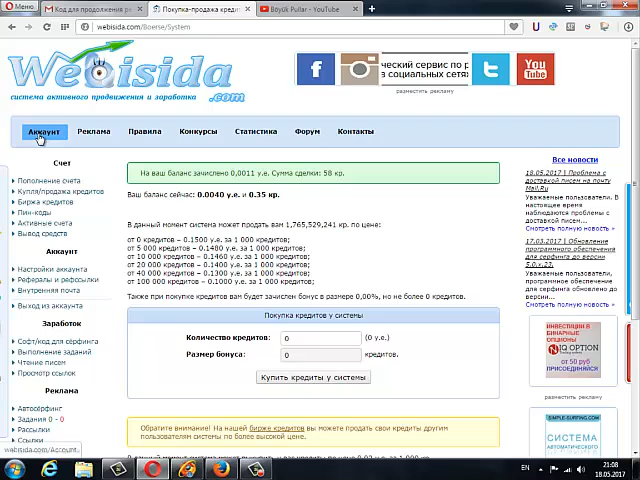 Меню
Код для продолжения ре
Покупка-продажа кредит
Böyük Pullar - YouTube
webisida.com/Boerse/System
Webisida
.com
система активного продвижения и заработка
ческий сервис по р
а социальных сетях
You
Tube
разместить рекламу
Аккаунт
Реклама
Правила
Конкурсы
Статистика
Форум
Контакты
Счет
Пополнение счета
Купля/продажа кредитов
Биржа кредитов
Пин-коды
Активные счета
Вывод средств
Аккаунт
Настройки аккаунта
Рефералы и рефссылки
Внутренняя почта
Выход из аккаунта
Заработок
Софт/код для сёрфинга
Выполнение заданий
Чтение писем
Просмотр ссылок
Реклама
Автосёрфинг
Задания 0 - 0
Рассылки
Ссылки
webisida.com/Account
На ваш баланс зачислено 0,0011 у.е. Сумма сделки: 58 кр.
Ваш баланс сейчас: 0.0040 у.е. и 0.35 кр.
В данный момент система может продать вам 1,765,529,241 кр. по цене:
от 0 кредитов – 0.1500 у.е. за 1 000 кредитов;
от 5 000 кредитов – 0.1480 у.е. за 1 000 кредитов;
от 10 000 кредитов – 0.1460 у.е. за 1 000 кредитов;
от 20 000 кредитов – 0.1400 у.е. за 1 000 кредитов;
от 40 000 кредитов – 0.1300 у.е. за 1 000 кредитов;
от 100 000 кредитов – 0.1000 у.е. за 1 000 кредитов;
Также при покупке кредитов вам будет зачислен бонус в размере 0,00%, но не более 0 кредитов.
Покупка кредитов у системы
Количество кредитов:
0
(0 у.е.)
Размер бонуса:
0
кредитов.
Купить кредиты у системы
Обратите внимание! На нашей бирже кредитов вы можете продать свои кредиты другим
пользователям системы по более высокой цене.
Все новости
18.05.2017 | Проблема с
доставкой писем на почту
Mail.Ru
Уважаемые пользователи. В
настоящее время
наблюдаются проблемы с
доставкой писем...
Смотреть полную новость »
17.03.2017 | Обновление
программного обеспечения
для серфинга до версии
5.0.x.23.
Уважаемые пользователи,
программное обеспечение
для серфинга обновлено до
версии...
Смотреть полную новость »
ИНВЕСТИЦИИ В
БИНАРНЫЕ
ОПЦИОНЫ
IQ OPTION
от 50 руб
ПРИСОЕДИНИСЯ
разместить рекламу
SIMPLE-SURFING.COM
СИСТЕМА
EN
21:08
18.05.2017